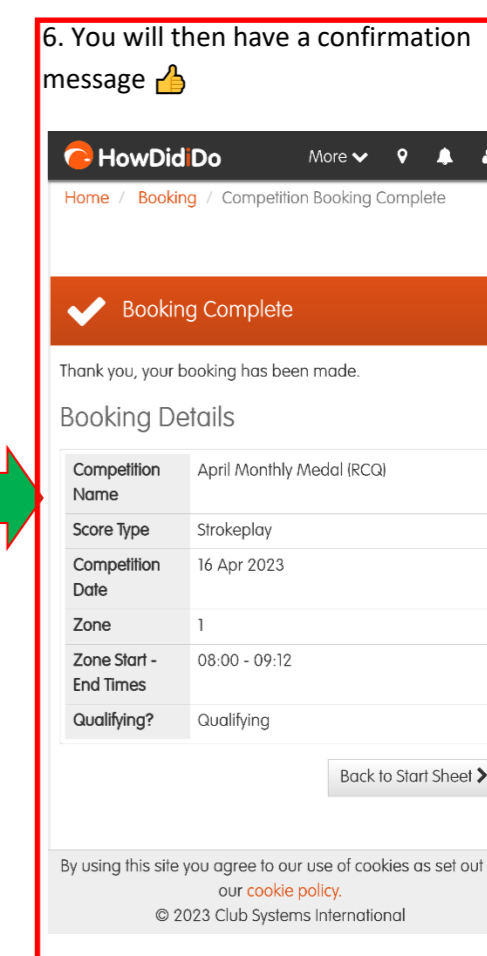 6. You will then have a confirmation
message 👍
HowDidiDo More
Home / Booking / Competition Booking Complete
Booking Complete
Thank you, your booking has been made.
Booking Details
Competition Name April Monthly Medal (RCQ)
Score Type Strokeplay
Competition Date 16 Apr 2023
Zone 1
Zone Start - End Times 08:00 - 09:12
Qualifying? Qualifying
Back to Start Sheet
By using this site you agree to our use of cookies as set out
our cookie policy.
© 2023 Club Systems International